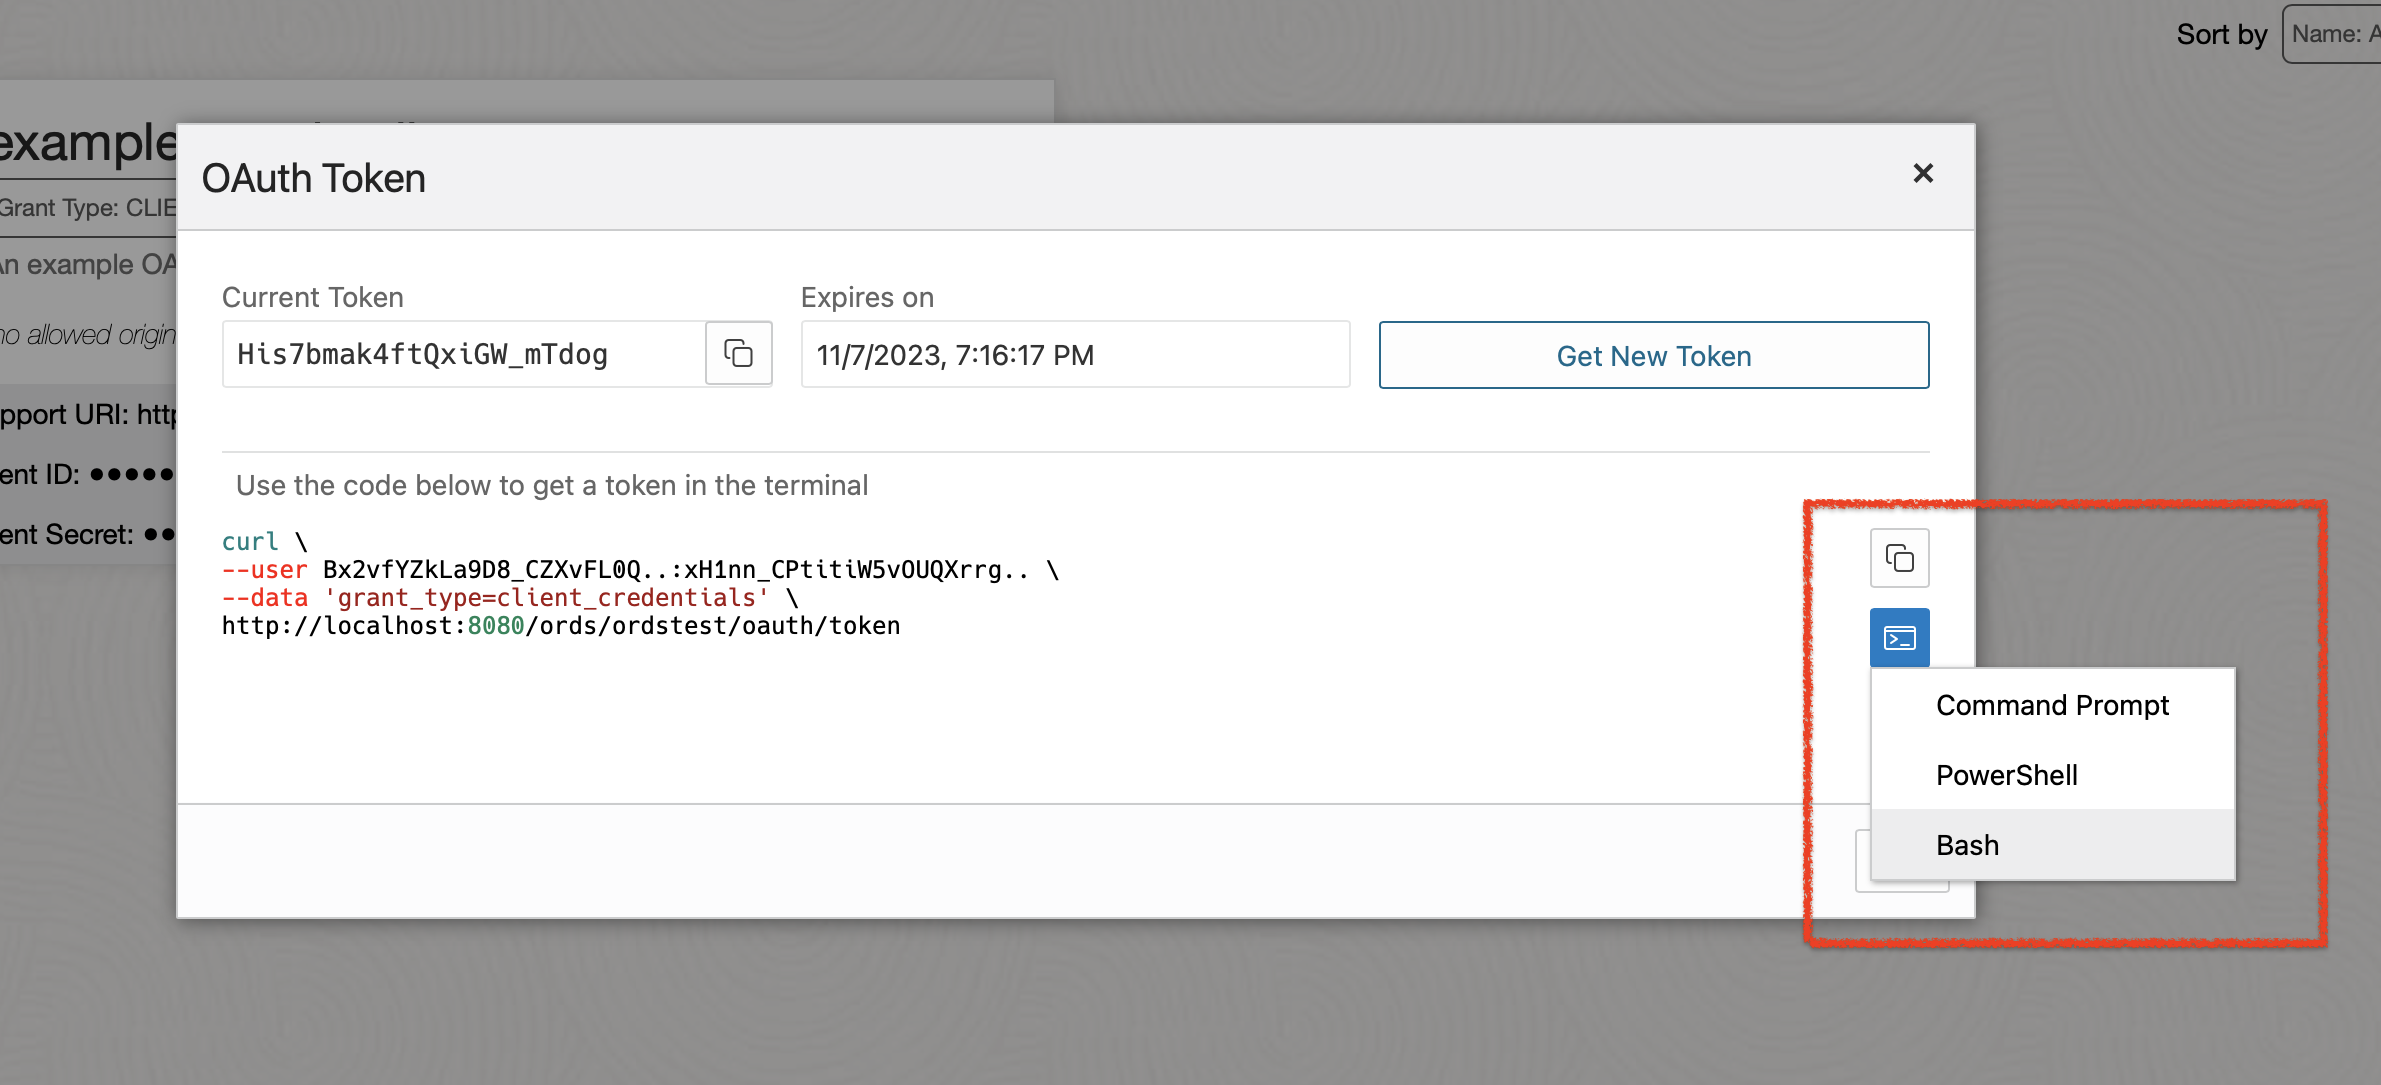 Sort by
Name: A
example
Grant Type: CLIE
An example OA
no allowed origin
pport URI: http
ent ID: ●●●●●
ent Secret: ●●
OAuth Token
Current Token
Expires on
His7bmak4ftQxiGW_mTdog
11/7/2023, 7:16:17 PM
Get New Token
Use the code below to get a token in the terminal
curl \
--user Bx2vfYZkLa9D8_CZXvFL0Q..:xH1nn_CPtitiW5vOUQXrrg.. \
--data 'grant_type=client_credentials' \
http://localhost:8080/ords/ordstest/oauth/token
Command Prompt
PowerShell
Bash